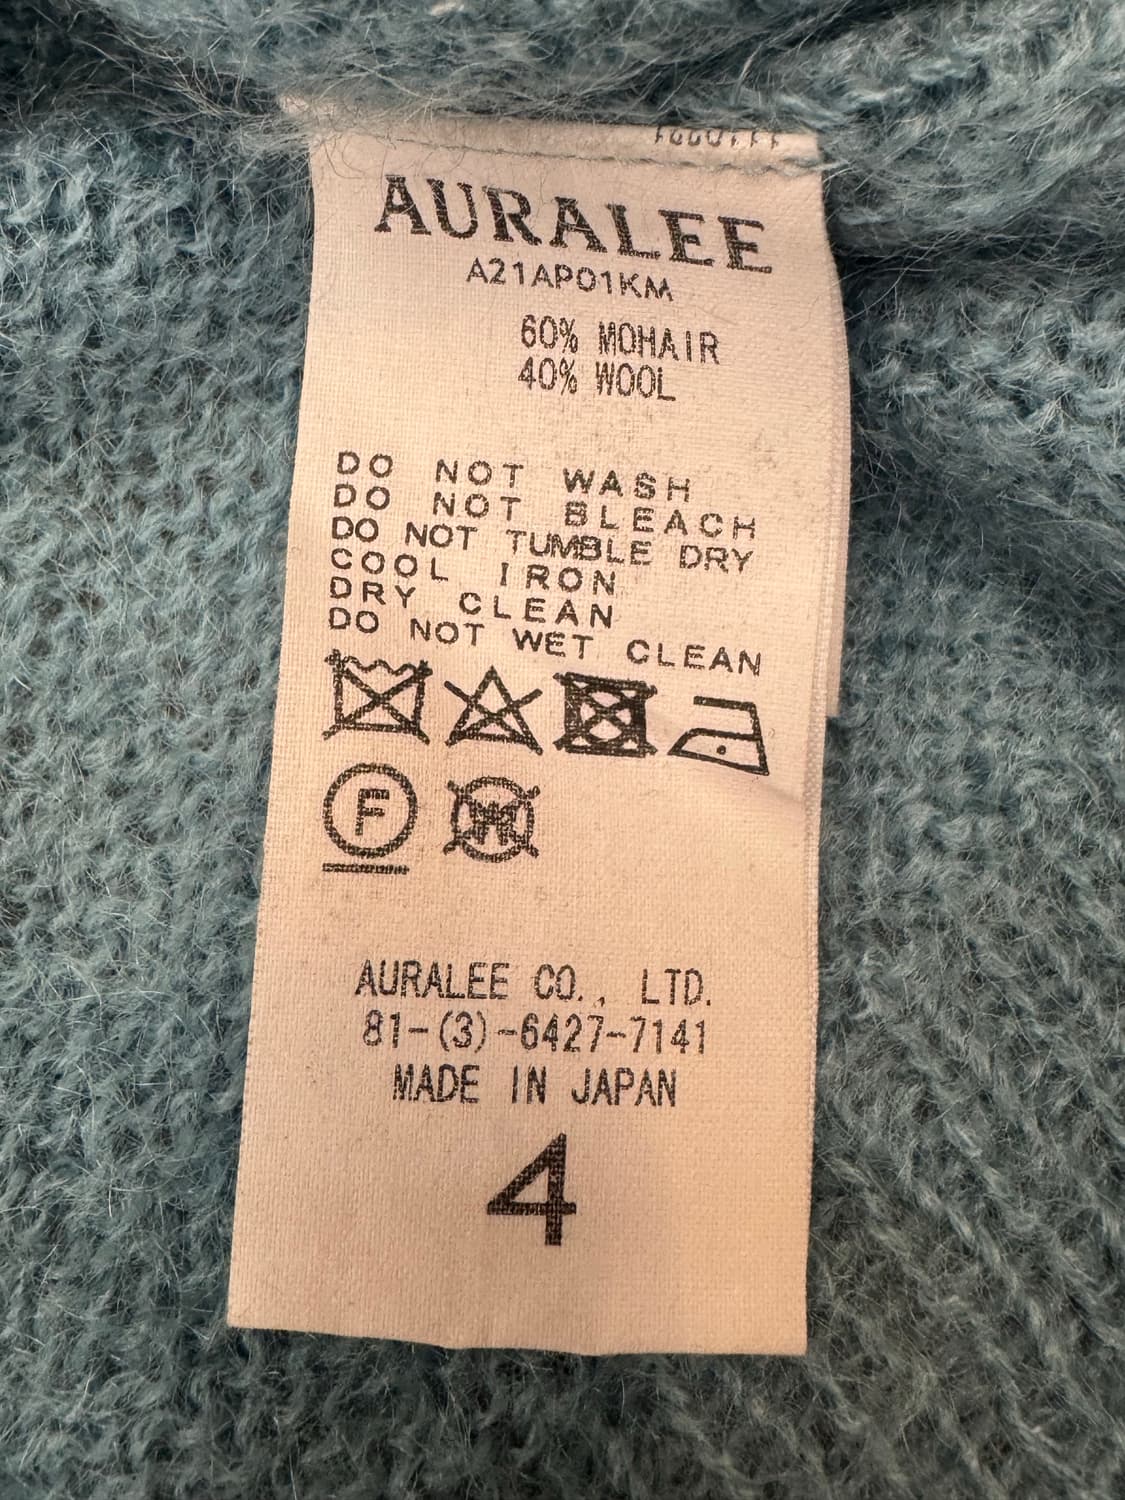 AURALEE
A21AP01KM
60% MOHAIR
40% WOOL
DO NOT WASH
DO NOT BLEACH
DO NOT TUMBLE DRY
COOL IRON
DRY CLEAN
DO NOT WET CLEAN
F
W
AURALEE CO., LTD.
81-(3)-6427-7141
MADE IN JAPAN
4